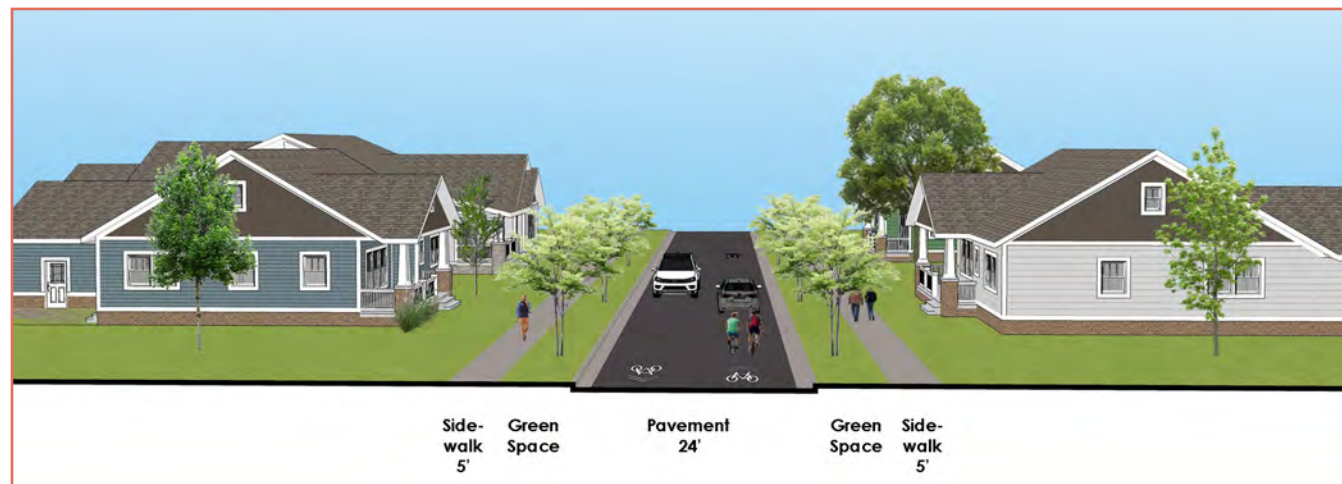 Side-
walk
5'
Green
Space
Pavement
24'
Green
Space
Side-
walk
5'